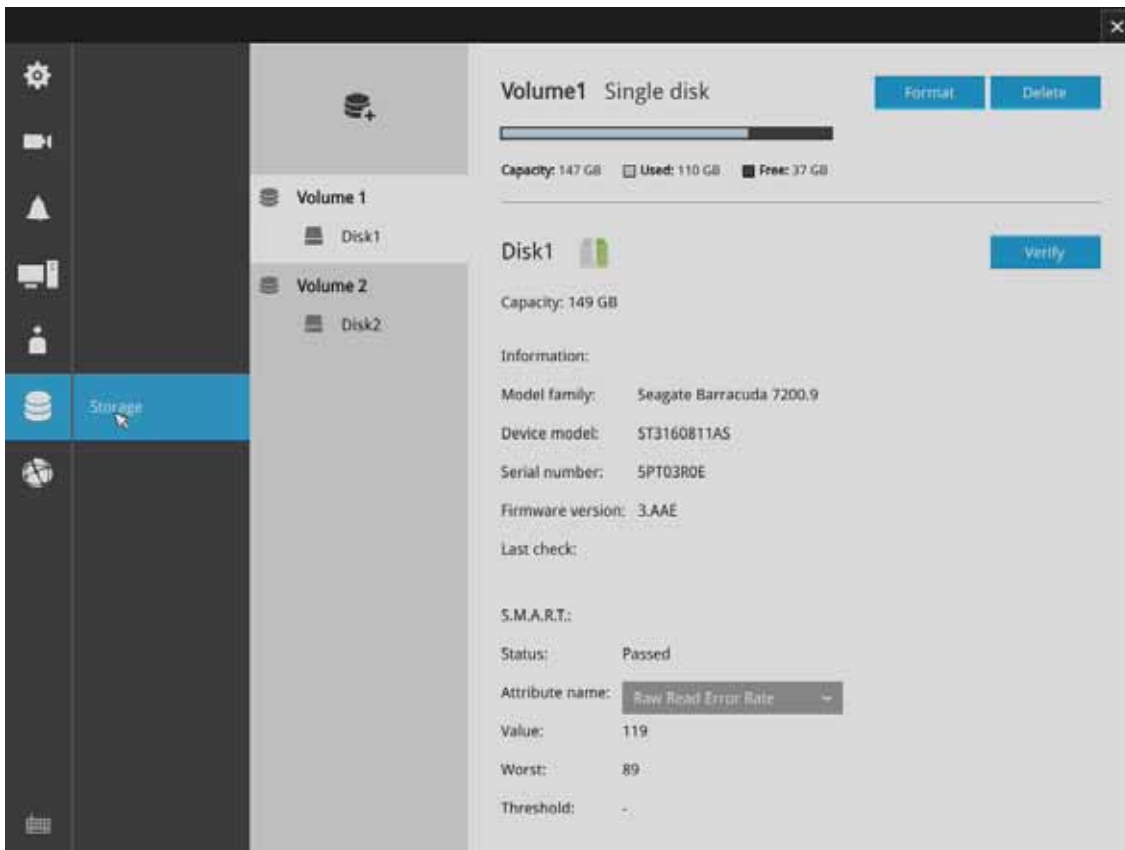 Storage
Volume 1
Disk1
Volume 2
Disk2
Volume1 Single disk
Format
Delete
Capacity: 147 GB Used: 110 GB Free: 37 GB
Disk1
Verify
Capacity: 149 GB
Information:
Model family: Seagate Barracuda 7200.9
Device model: ST3160811AS
Serial number: 5PT03R0E
Firmware version: 3.AAE
Last check:
S.M.A.R.T.:
Status: Passed
Attribute name: Raw Read Error Rate
Value: 119
Worst: 89
Threshold: -